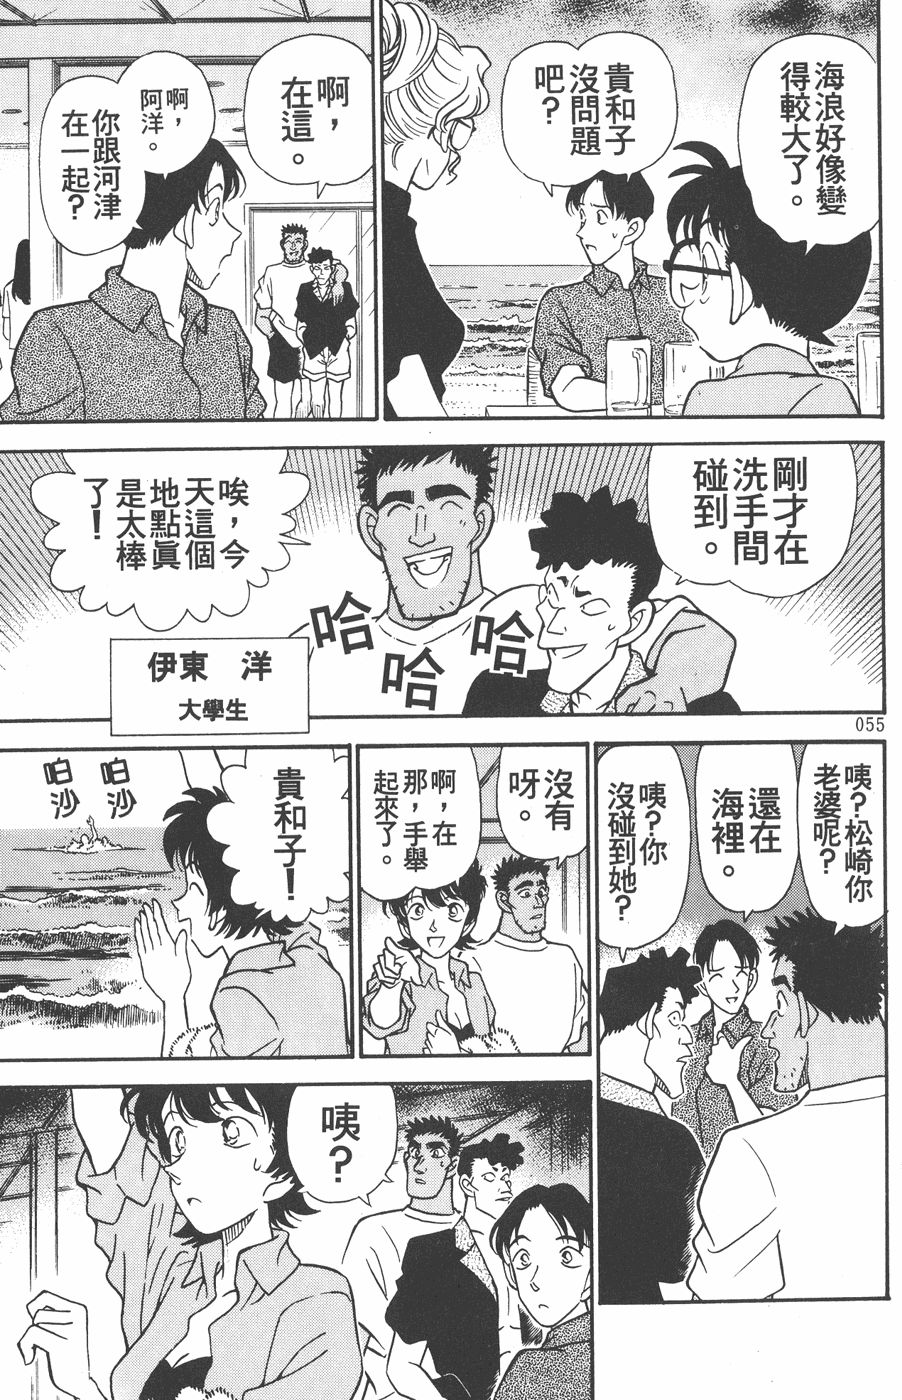 海浪好像變
得較大了。
貴和子
沒問題
吧？
啊，
在這。
啊，
阿洋。
你跟河津
在一起？
剛才在
洗手間
碰到。
哈
哈
哈
唉，今
天這個
地點眞
是太棒
了！
伊東　洋
大學生
055
咦？松崎你
老婆呢？
還在
海裡。
咦？你
沒碰到她？
沒有
呀。
啊，在
那，手舉
起來了。
貴和子！
啪沙
啪沙
咦？